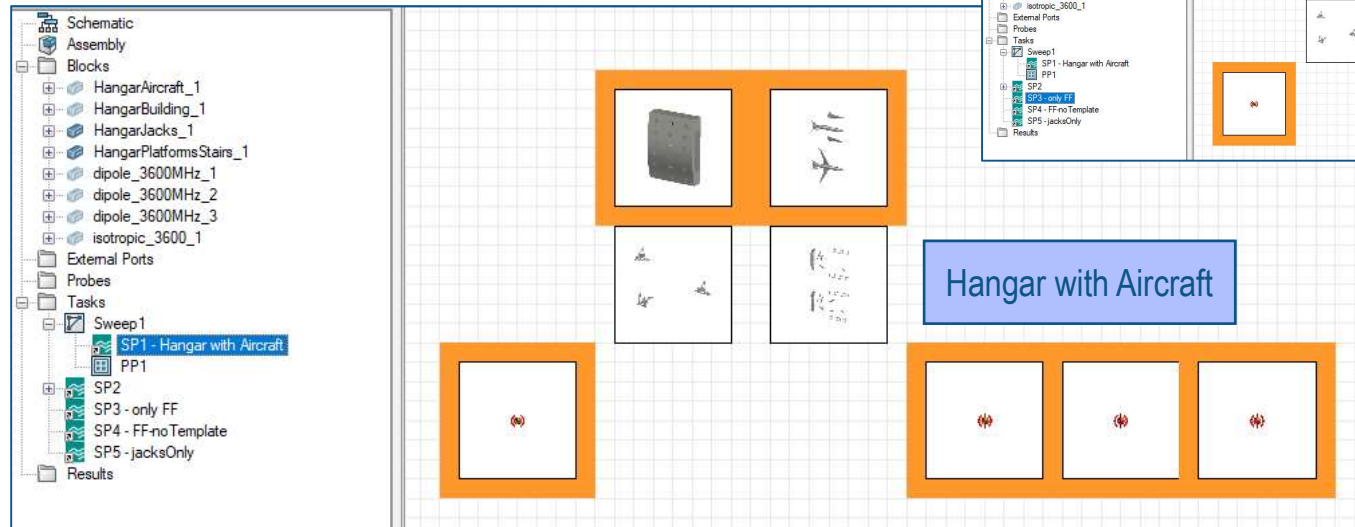 Schematic
Assembly
Blocks
HangarAircraft_1
HangarBuilding_1
HangarJacks_1
HangarPlatformsStairs_1
dipole_3600MHz_1
dipole_3600MHz_2
dipole_3600MHz_3
isotropic_3600_1
External Ports
Probes
Tasks
Sweep1
SP1 - Hangar with Aircraft
PP1
SP2
SP3 - only FF
SP4 - FF-noTemplate
SP5 - jacksOnly
Results
Hangar with Aircraft
isotropic_3600_1
External Ports
Probes
Tasks
Sweep1
SP1 - Hangar with Aircraft
PP1
SP2
SP3 - only FF
SP4 - FF-noTemplate
SP5 - jacksOnly
Results